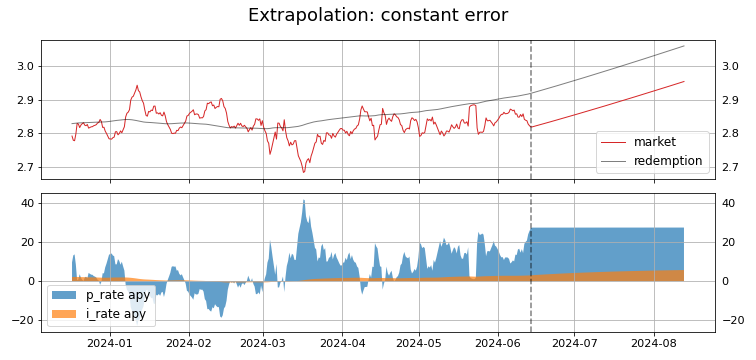 Extrapolation: constant error
3.0 3.0
2.9 2.9
2.8 2.8
2.7 2.7
market
redemption
40 40
20 20
0 0
−20 −20
p_rate apy
i_rate apy
2024-01 2024-02 2024-03 2024-04 2024-05 2024-06 2024-07 2024-08